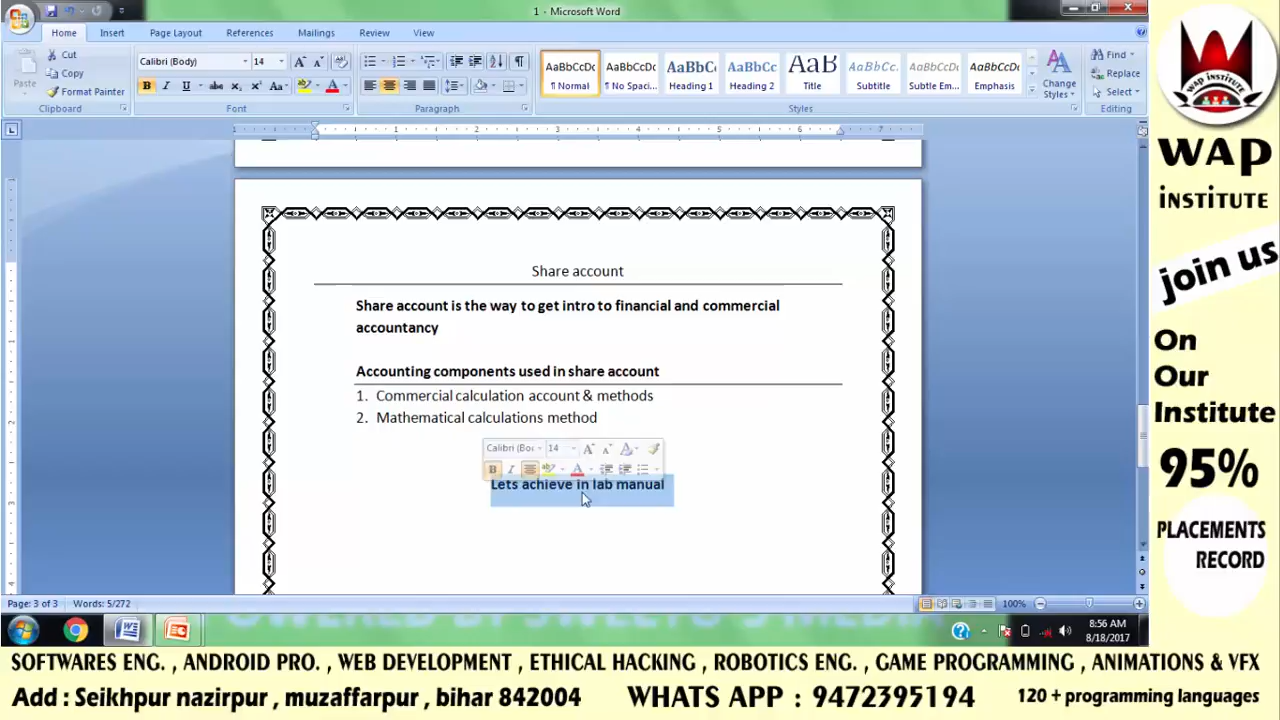 1 - Microsoft Word
Home Insert Page Layout References Mailings Review View
Cut
Copy
Format Painter
Paste
Clipboard
Calibri (Body) 14
Font
Paragraph
AaBbCcDc AaBbCcDc AaBbCc AaBbCc AaB AaBbCc. AaBbCcDc AaBbCcDc
¶ Normal ¶ No Spaci... Heading 1 Heading 2 Title Subtitle Subtle Em... Emphasis
Change
Styles
Styles
Find
Replace
Select
Editing
Share account
Share account is the way to get intro to financial and commercial
accountancy
Accounting components used in share account
1. Commercial calculation account & methods
2. Mathematical calculations method
Calibri (Boc 14
Lets achieve in lab manual
Page: 3 of 3 Words: 5/272
100%
8:56 AM
8/18/2017
wap institute
WAP
INSTITUTE
join us
On
Our
Institute
95%
PLACEMENTS
RECORD
SOFTWARES ENG. , ANDROID PRO. , WEB DEVELOPMENT , ETHICAL HACKING , ROBOTICS ENG. , GAME PROGRAMMING , ANIMATIONS & VFX
Add : Seikhpur nazirpur , muzaffarpur , bihar 842004 WHATS APP : 9472395194 120 + programming languages